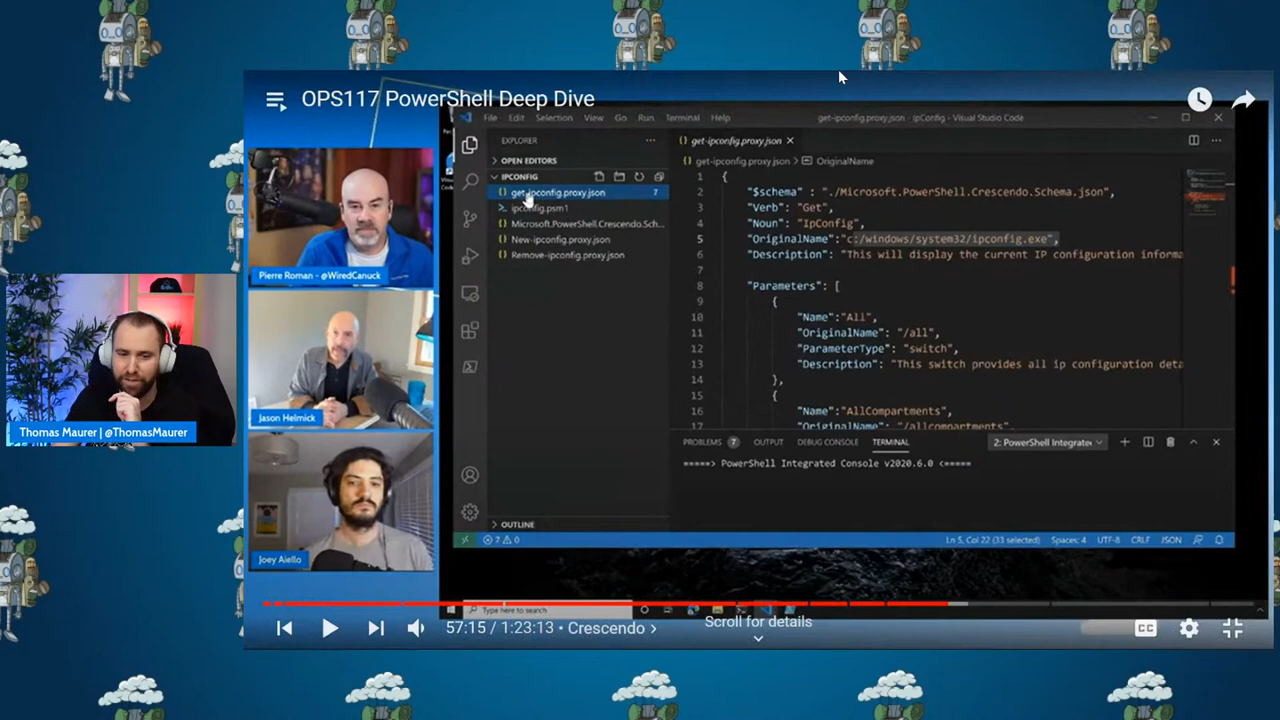 OPS117 PowerShell Deep Dive
File Edit Selection View Go Run Terminal Help
get-ipconfig.proxy.json - IpConfig - Visual Studio Code
EXPLORER
OPEN EDITORS
IPCONFIG
get-ipconfig.proxy.json 7
ipconfig.psm1
Microsoft.PowerShell.Crescendo.Sch...
New-ipconfig.proxy.json
Remove-ipconfig.proxy.json
OUTLINE
get-ipconfig.proxy.json
get-ipconfig.proxy.json > OriginalName
1 {
2 "$schema" : "./Microsoft.PowerShell.Crescendo.Schema.json",
3 "Verb": "Get",
4 "Noun": "IpConfig",
5 "OriginalName":"c:/windows/system32/ipconfig.exe",
6 "Description": "This will display the current IP configuration informa
7
8 "Parameters": [
9 {
10 "Name":"All",
11 "OriginalName": "/all",
12 "ParameterType": "switch",
13 "Description": "This switch provides all ip configuration deta
14 },
15 {
16 "Name":"AllCompartments",
17 "OriginalName": "/allcompartments",
PROBLEMS 7 OUTPUT DEBUG CONSOLE TERMINAL
2: PowerShell Integrate
=====> PowerShell Integrated Console v2020.6.0 <=====
7 0
Ln 5, Col 22 (33 selected) Spaces: 4 UTF-8 CRLF JSON
Type here to search
Pierre Roman - @WiredCanuck
Jason Helmick
Joey Aiello
Thomas Maurer | @ThomasMaurer
57:15 / 1:23:13 • Crescendo >
Scroll for details
CC